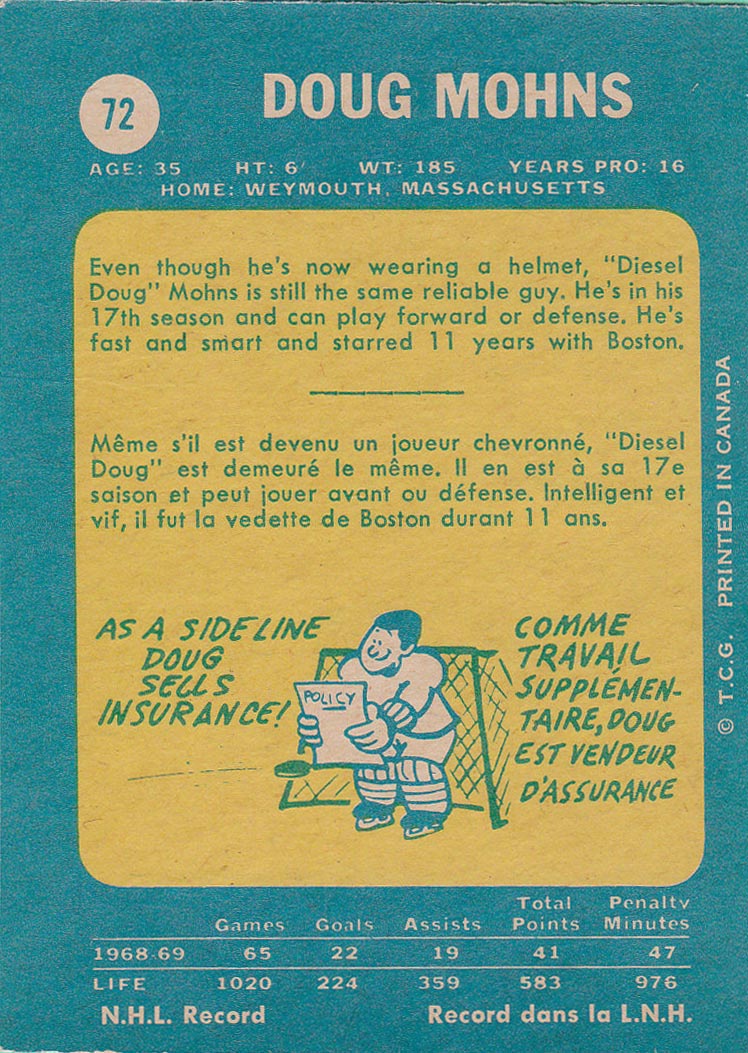 72
DOUG MOHNS
AGE: 35 HT: 6' WT: 185 YEARS PRO: 16
HOME: WEYMOUTH, MASSACHUSETTS
Even though he's now wearing a helmet, "Diesel
Doug" Mohns is still the same reliable guy. He's in his
17th season and can play forward or defense. He's
fast and smart and starred 11 years with Boston.
Même s'il est devenu un joueur chevronné, "Diesel
Doug" est demeuré le même. Il en est à sa 17e
saison et peut jouer avant ou défense. Intelligent et
vif, il fut la vedette de Boston durant 11 ans.
AS A SIDELINE
DOUG
SELLS
INSURANCE!
POLICY
COMME
TRAVAIL
SUPPLÉMEN-
TAIRE, DOUG
EST VENDEUR
D'ASSURANCE
© T.C.G. PRINTED IN CANADA
Games Goals Assists Total Points Penalty Minutes
1968-69 65 22 19 41 47
LIFE 1020 224 359 583 976
N.H.L. Record Record dans la L.N.H.